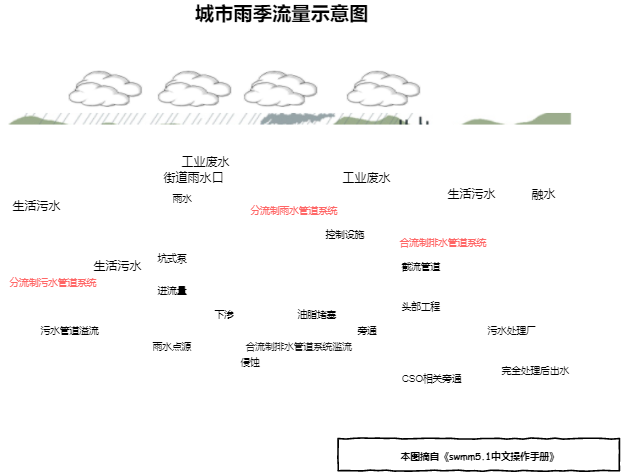 城市雨季流量示意图
工业废水
街道雨水口
工业废水
雨水
生活污水
融水
生活污水
分流制雨水管道系统
控制设施
合流制排水管道系统
坑式泵
生活污水
截流管道
分流制污水管道系统
进流量
头部工程
下渗
油脂堵塞
污水管道溢流
旁通
污水处理厂
雨水点源
合流制排水管道系统滥流
侵蚀
完全处理后出水
CSO相关旁通
本图摘自《swmm5.1中文操作手册》